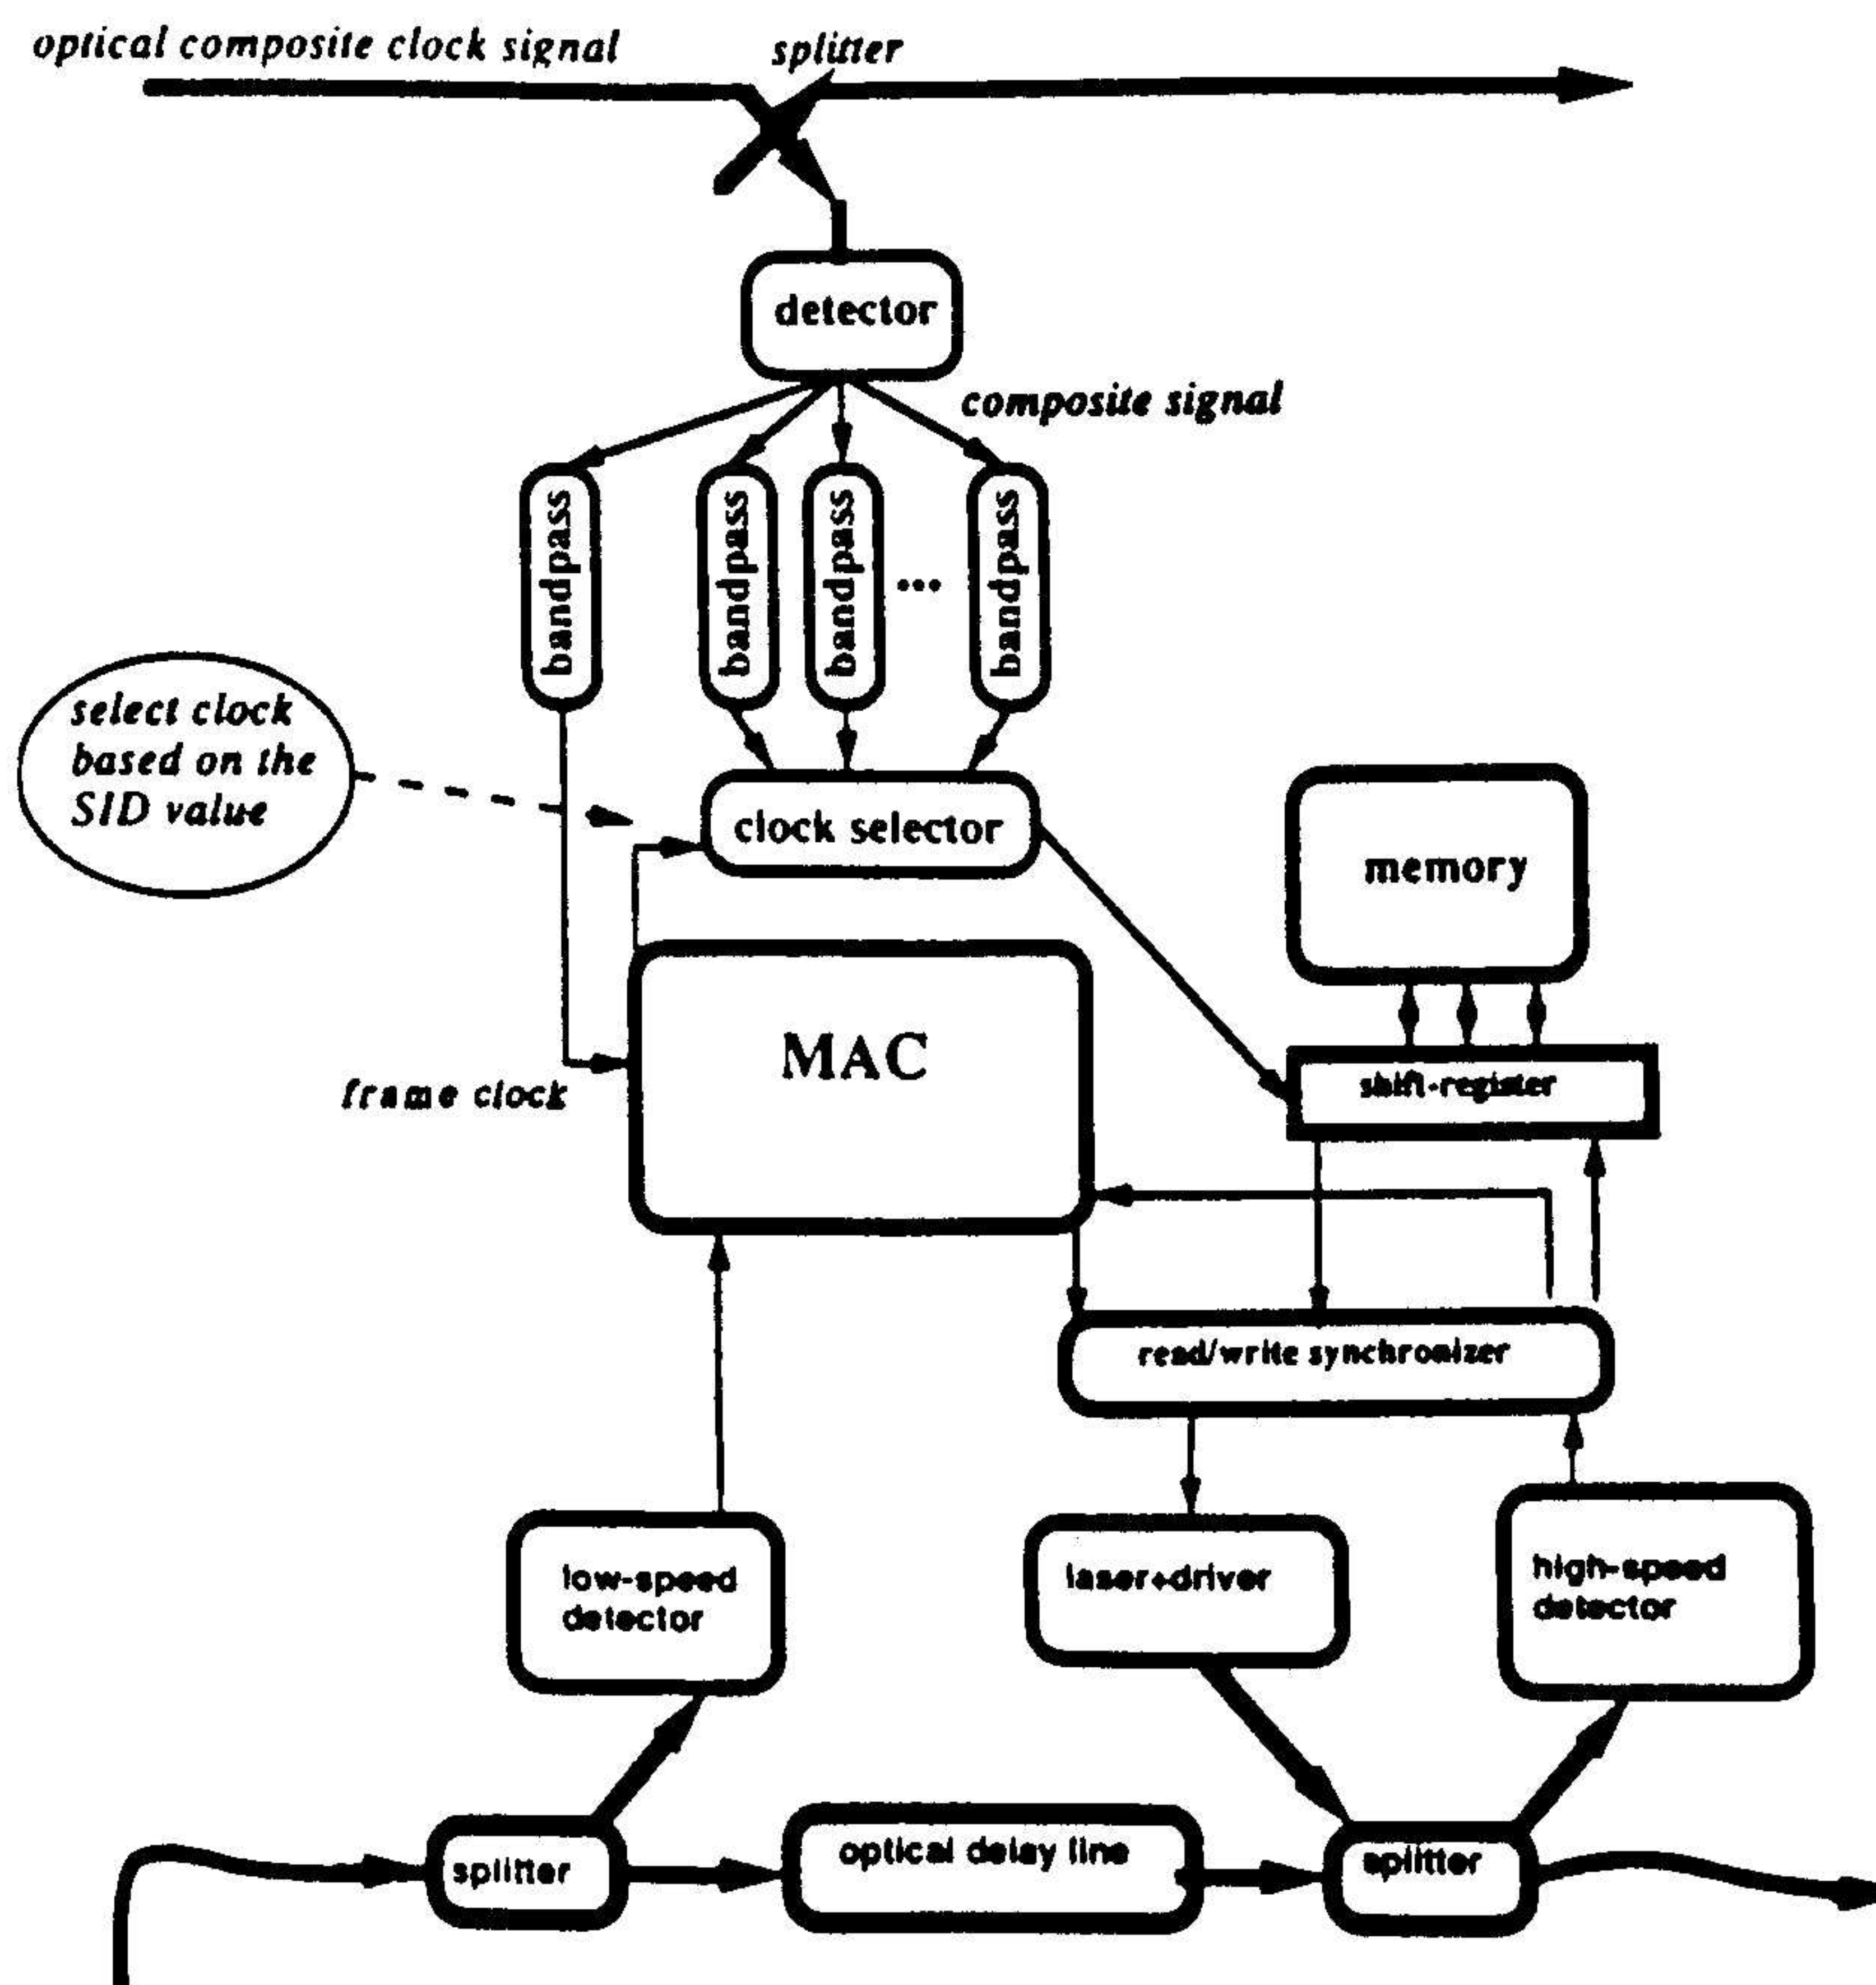 optical composite clock signal
splitter
detector
composite signal
bandpass
bandpass
bandpass
...
bandpass
select clock
based on the
SID value
clock selector
memory
MAC
frame clock
shift-register
read/write synchronizer
low-speed
detector
laser+driver
high-speed
detector
splitter
optical delay line
splitter